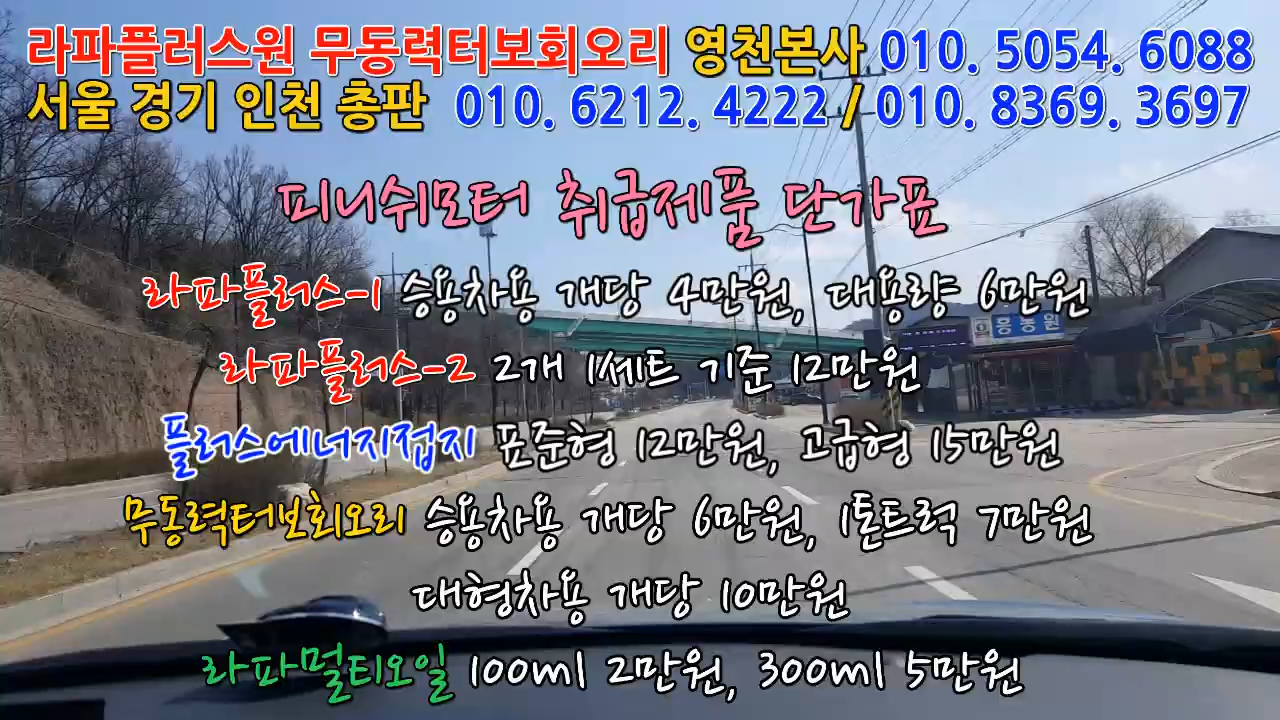 라파플러스원 무동력터보회오리 영천본사 010. 5054. 6088
서울 경기 인천 총판 010. 6212. 4222 / 010. 8369. 3697
피니쉬모터 취급제품 단가표
라파플러스-1 승용차용 개당 4만원, 대용량 6만원
라파플러스-2 2개 1세트 기준 12만원
플러스에너지접지 표준형 12만원, 고급형 15만원
무동력터보회오리 승용차용 개당 6만원, 1톤트럭 7만원
대형차용 개당 10만원
라파멀티오일 100ml 2만원, 300ml 5만원